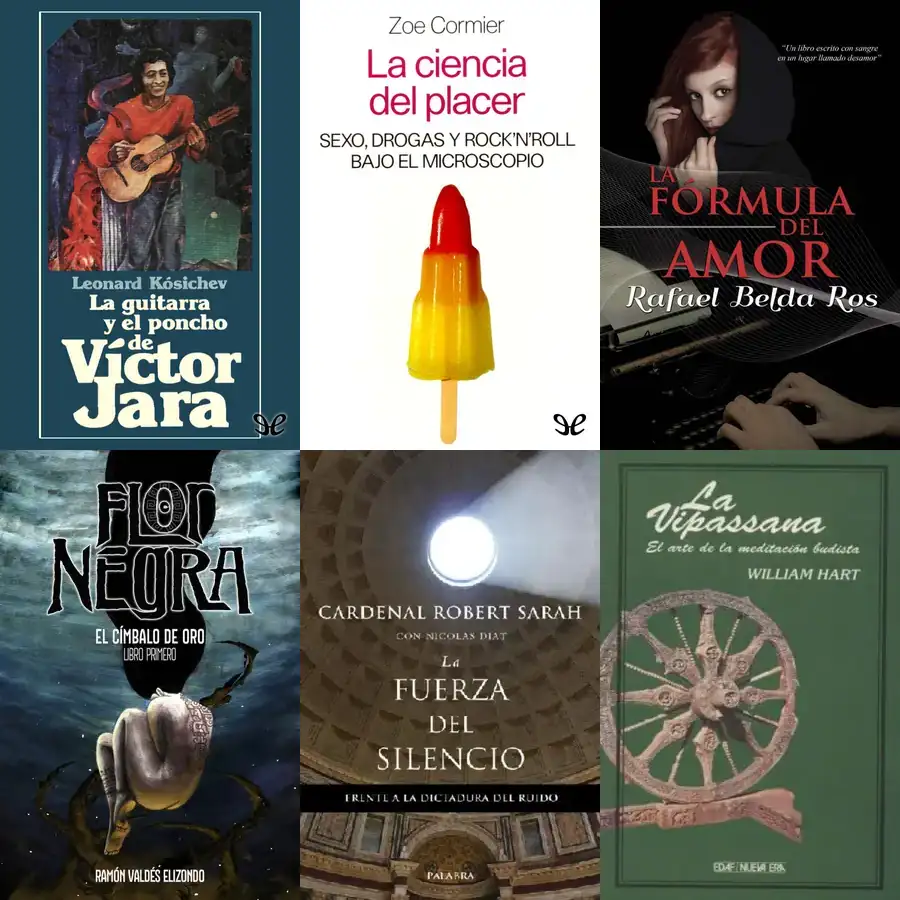 Leonard Kósichev
La guitarra
y el poncho
de
Víctor
Jara
Zoe Cormier
La ciencia
del placer
SEXO, DROGAS Y ROCK'N'ROLL
BAJO EL MICROSCOPIO
"Un libro escrito con sangre
en un lugar llamado desamor"
LA
FÓRMULA
DEL
AMOR
Rafael Belda Ros
FLOR
NEGRA
EL CÍMBALO DE ORO
LIBRO PRIMERO
RAMÓN VALDÉS ELIZONDO
CARDENAL ROBERT SARAH
CON NICOLAS DIAT
La
FUERZA
DEL
SILENCIO
FRENTE A LA DICTADURA DEL RUIDO
PALABRA
La
Vipassana
El arte de la meditación budista
WILLIAM HART
EDAF/NUEVA ERA